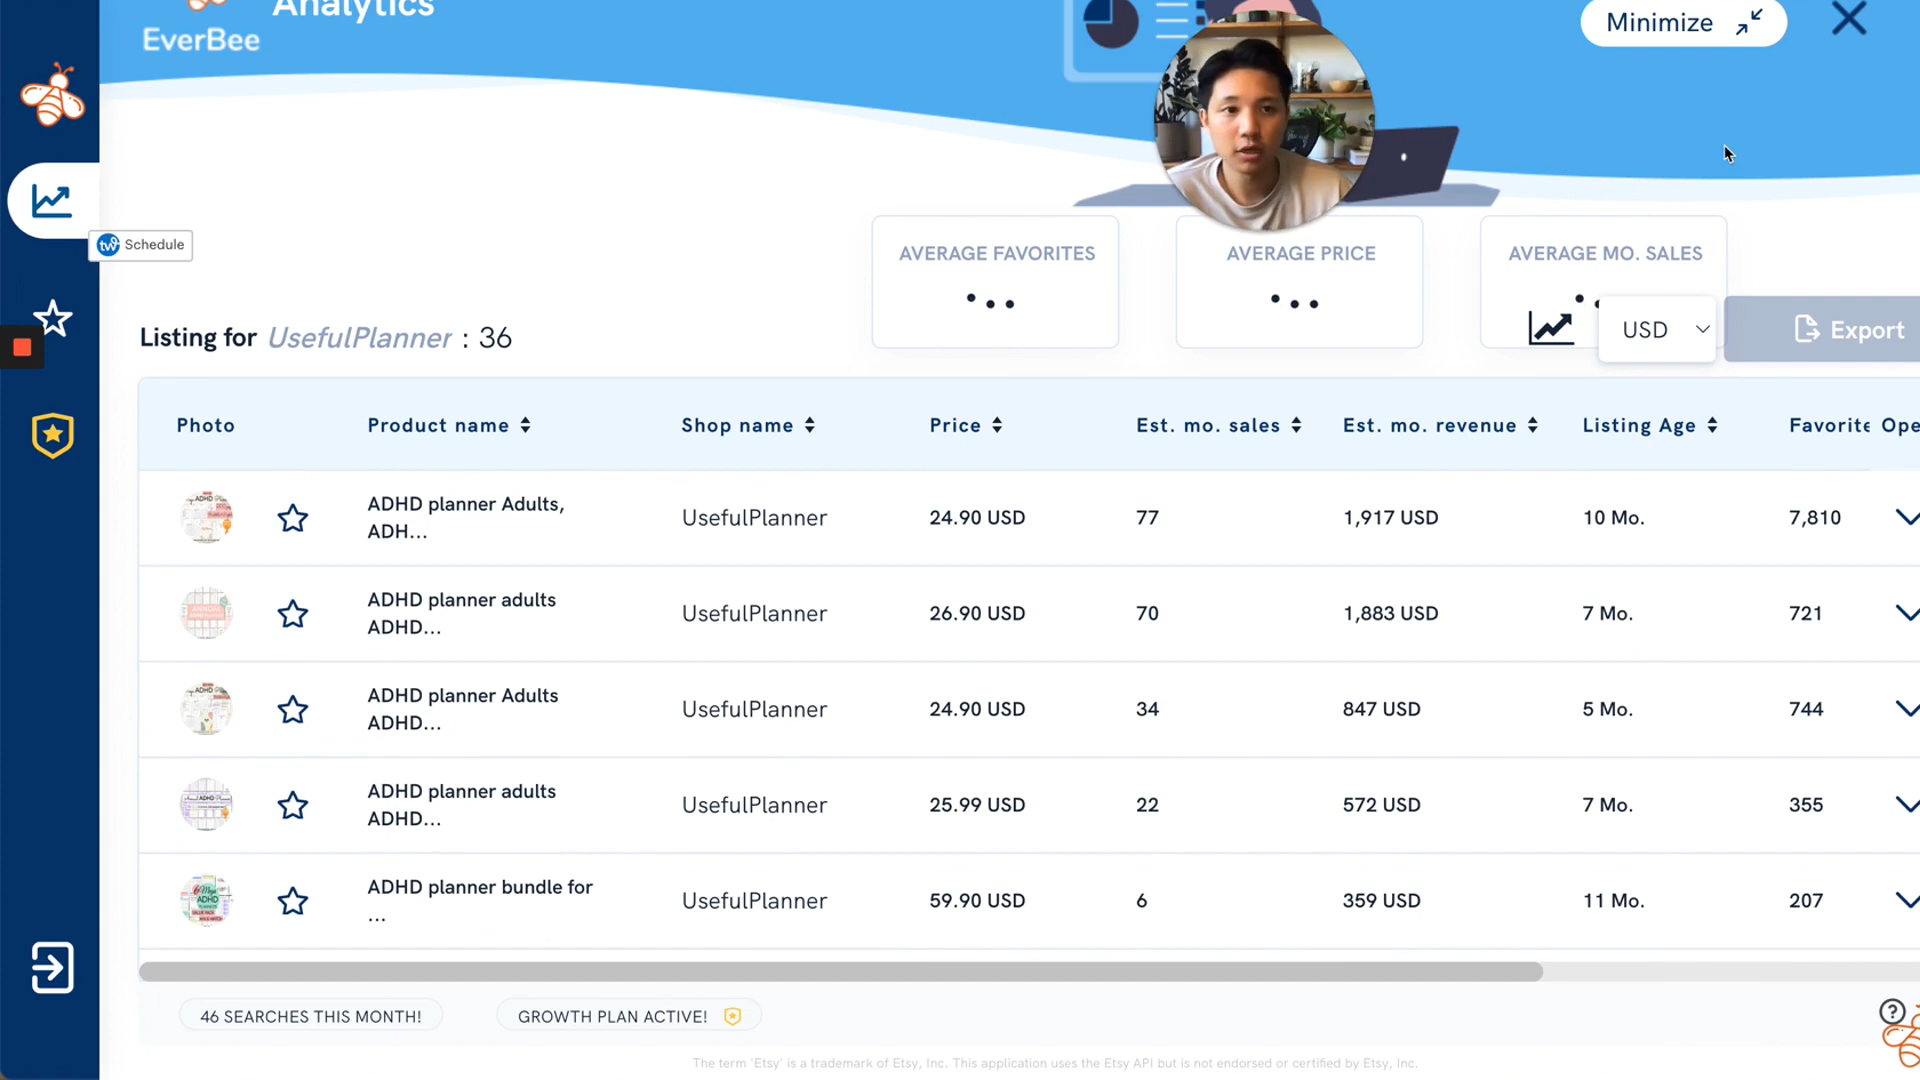 Analytics
EverBee
Minimize
Schedule
AVERAGE FAVORITES
AVERAGE PRICE
AVERAGE MO. SALES
Listing for UsefulPlanner : 36
USD
Export
Photo Product name Shop name Price Est. mo. sales Est. mo. revenue Listing Age Favorite Ope
ADHD planner Adults,
ADH...
UsefulPlanner 24.90 USD 77 1,917 USD 10 Mo. 7,810
ADHD planner adults
ADHD...
UsefulPlanner 26.90 USD 70 1,883 USD 7 Mo. 721
ADHD planner Adults
ADHD...
UsefulPlanner 24.90 USD 34 847 USD 5 Mo. 744
ADHD planner adults
ADHD...
UsefulPlanner 25.99 USD 22 572 USD 7 Mo. 355
ADHD planner bundle for
...
UsefulPlanner 59.90 USD 6 359 USD 11 Mo. 207
46 SEARCHES THIS MONTH!
GROWTH PLAN ACTIVE!
The term 'Etsy' is a trademark of Etsy, Inc. This application uses the Etsy API but is not endorsed or certified by Etsy, Inc.